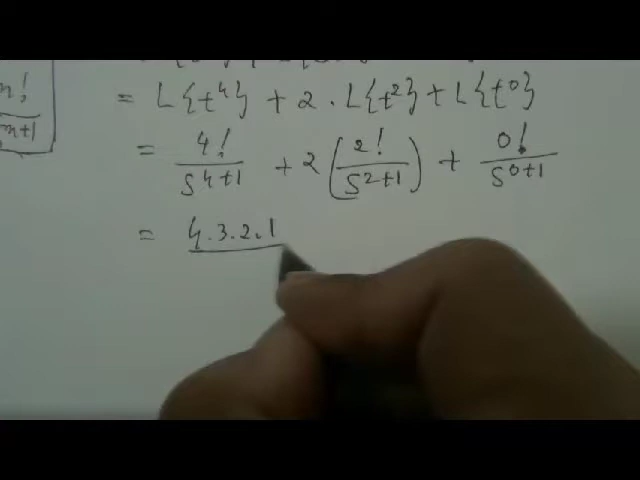 n!
n+1
= L{t⁴} + 2 . L{t²} + L{t⁰}
= 4!/S⁴⁺¹ + 2(2!/S²⁺¹) + 0!/S⁰⁺¹
= 4.3.2.1